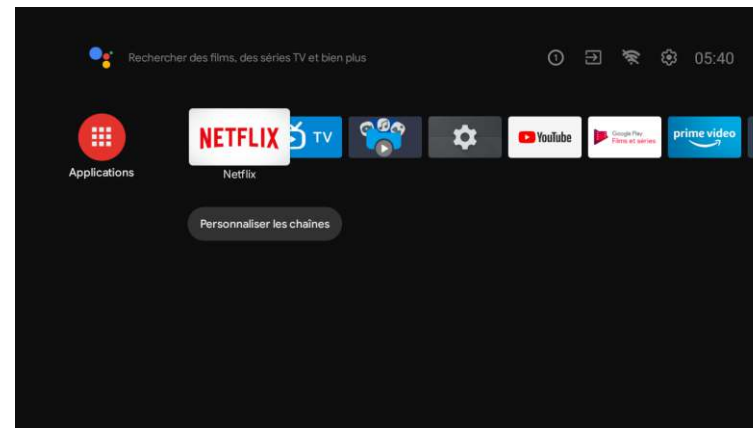 Rechercher des films, des séries TV et bien plus
1
05:40
NETFLIX
TV
YouTube
Google Play
Films et séries
prime video
Applications
Netflix
Personnaliser les chaînes